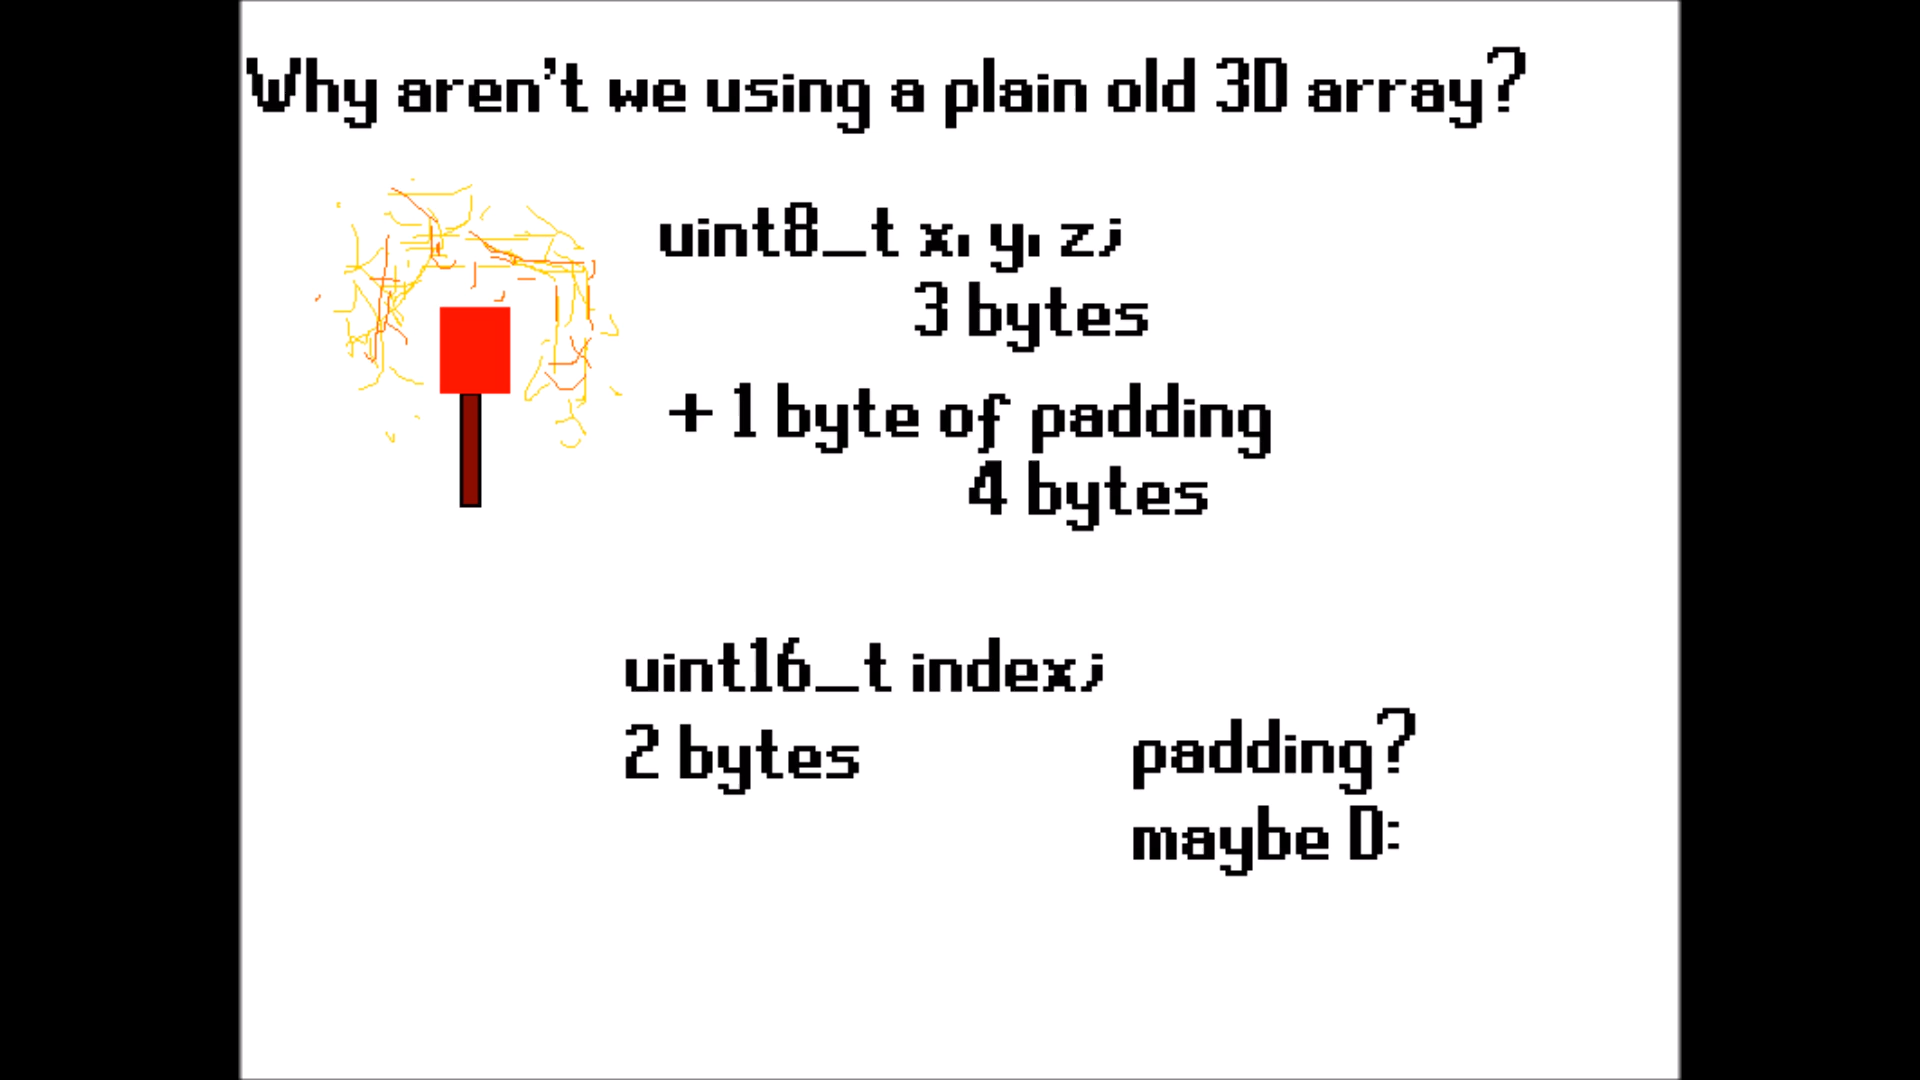 Why aren't we using a plain old 3D array?
uint8_t x, y, z;
3 bytes
+ 1 byte of padding
4 bytes
uint16_t index;
2 bytes
padding?
maybe D: